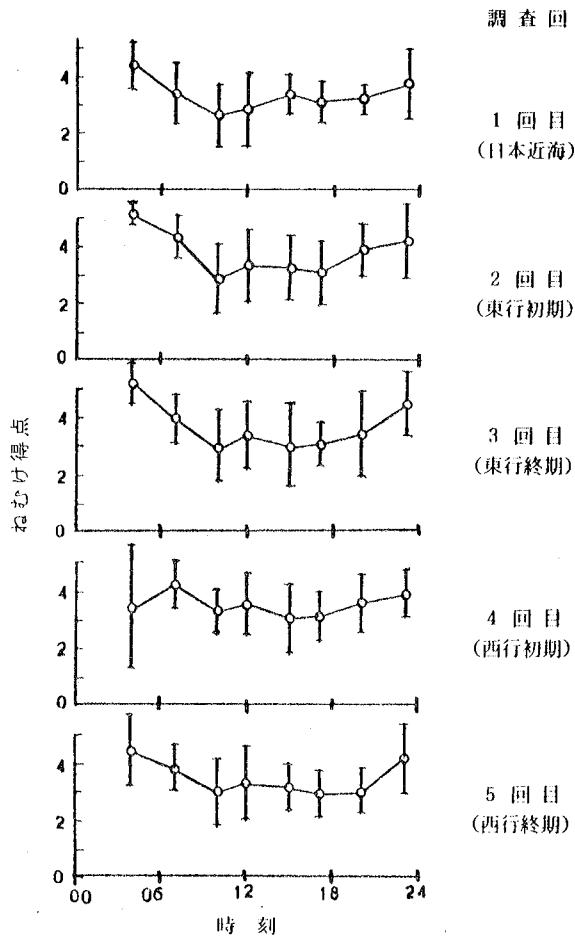 調査回
4
2
0
1回目
(日本近海)
4
2
0
2回目
(東行初期)
4
2
0
3回目
(東行終期)
ねむけ得点
4
2
0
4回目
(西行初期)
4
2
5回目
(西行終期)
00 06 12 18 24
時刻